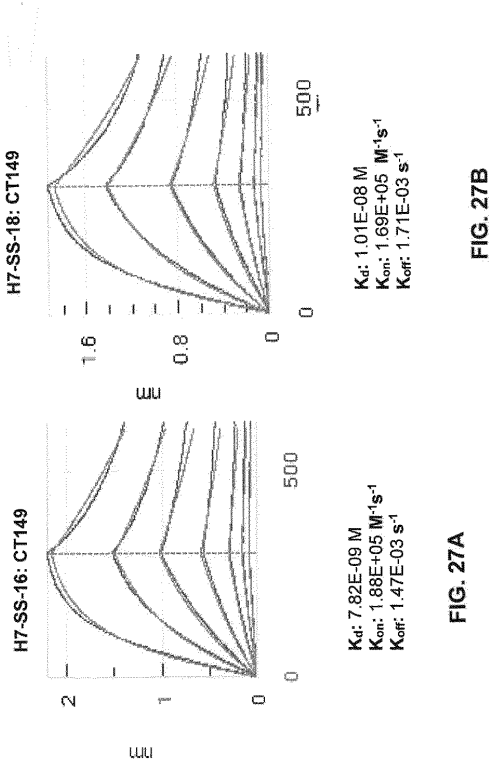 H7-SS-16: CT149
nm
2
1
0
0
500
Kd: 7.82E-09 M
Kon: 1.88E+05 M-1s-1
Koff: 1.47E-03 s-1
FIG. 27A
H7-SS-18: CT149
nm
1.6
0.8
0
0
500
Kd: 1.01E-08 M
Kon: 1.69E+05 M-1s-1
Koff: 1.71E-03 s-1
FIG. 27B